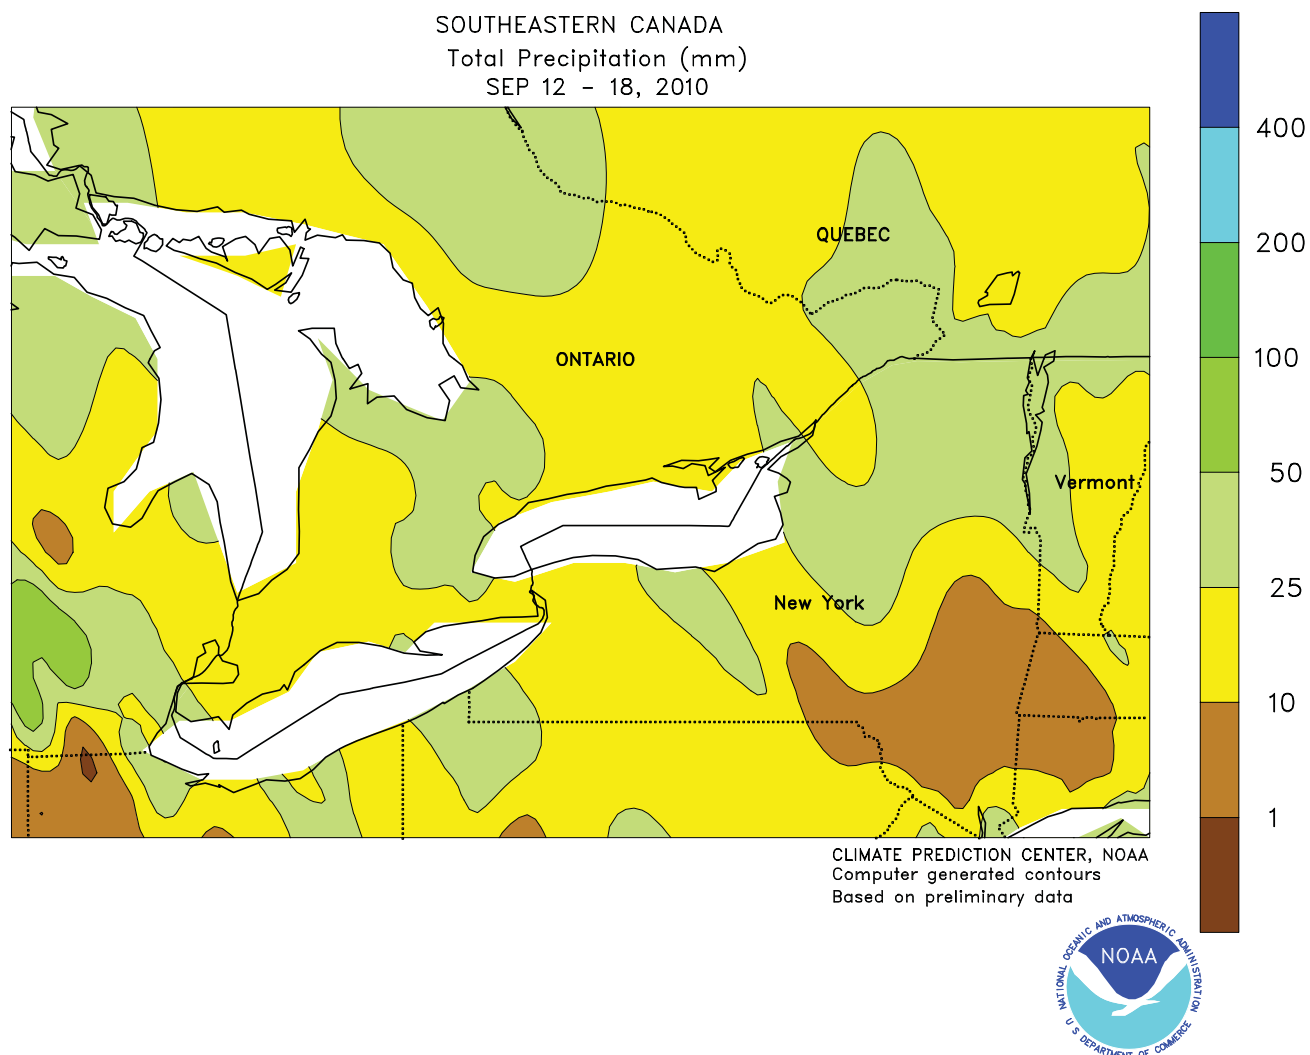 SOUTHEASTERN CANADA
Total Precipitation (mm)
SEP 12 - 18, 2010
400
200
100
50
25
10
1
QUEBEC
ONTARIO
Vermont
New York
CLIMATE PREDICTION CENTER, NOAA
Computer generated contours
Based on preliminary data
NATIONAL OCEANIC AND ATMOSPHERIC ADMINISTRATION
NOAA
U S DEPARTMENT OF COMMERCE